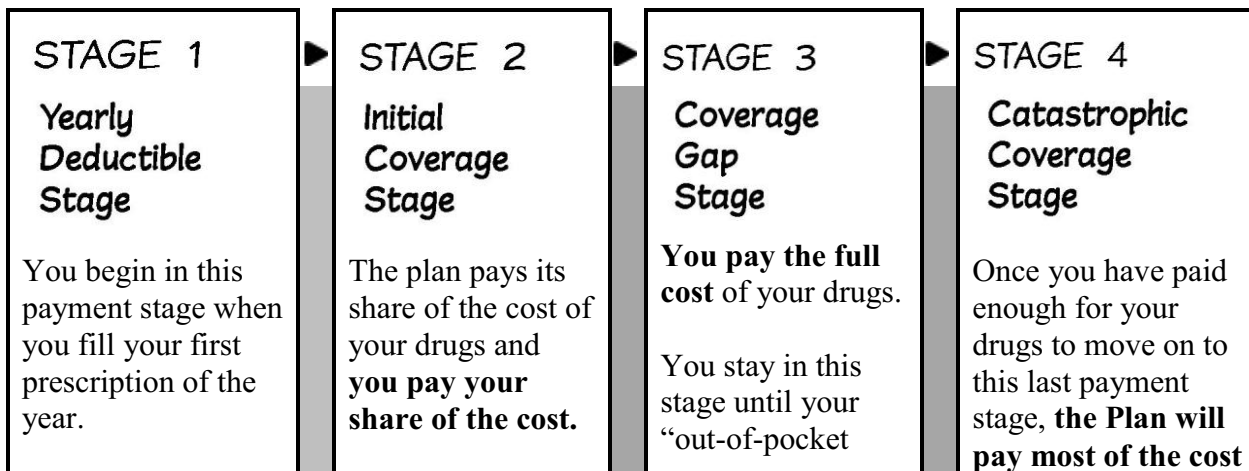 STAGE 1
Yearly
Deductible
Stage
You begin in this
payment stage when
you fill your first
prescription of the
year.
STAGE 2
Initial
Coverage
Stage
The plan pays its
share of the cost of
your drugs and
you pay your
share of the cost.
STAGE 3
Coverage
Gap
Stage
You pay the full
cost of your drugs.
You stay in this
stage until your
“out-of-pocket
STAGE 4
Catastrophic
Coverage
Stage
Once you have paid
enough for your
drugs to move on to
this last payment
stage, the Plan will
pay most of the cost